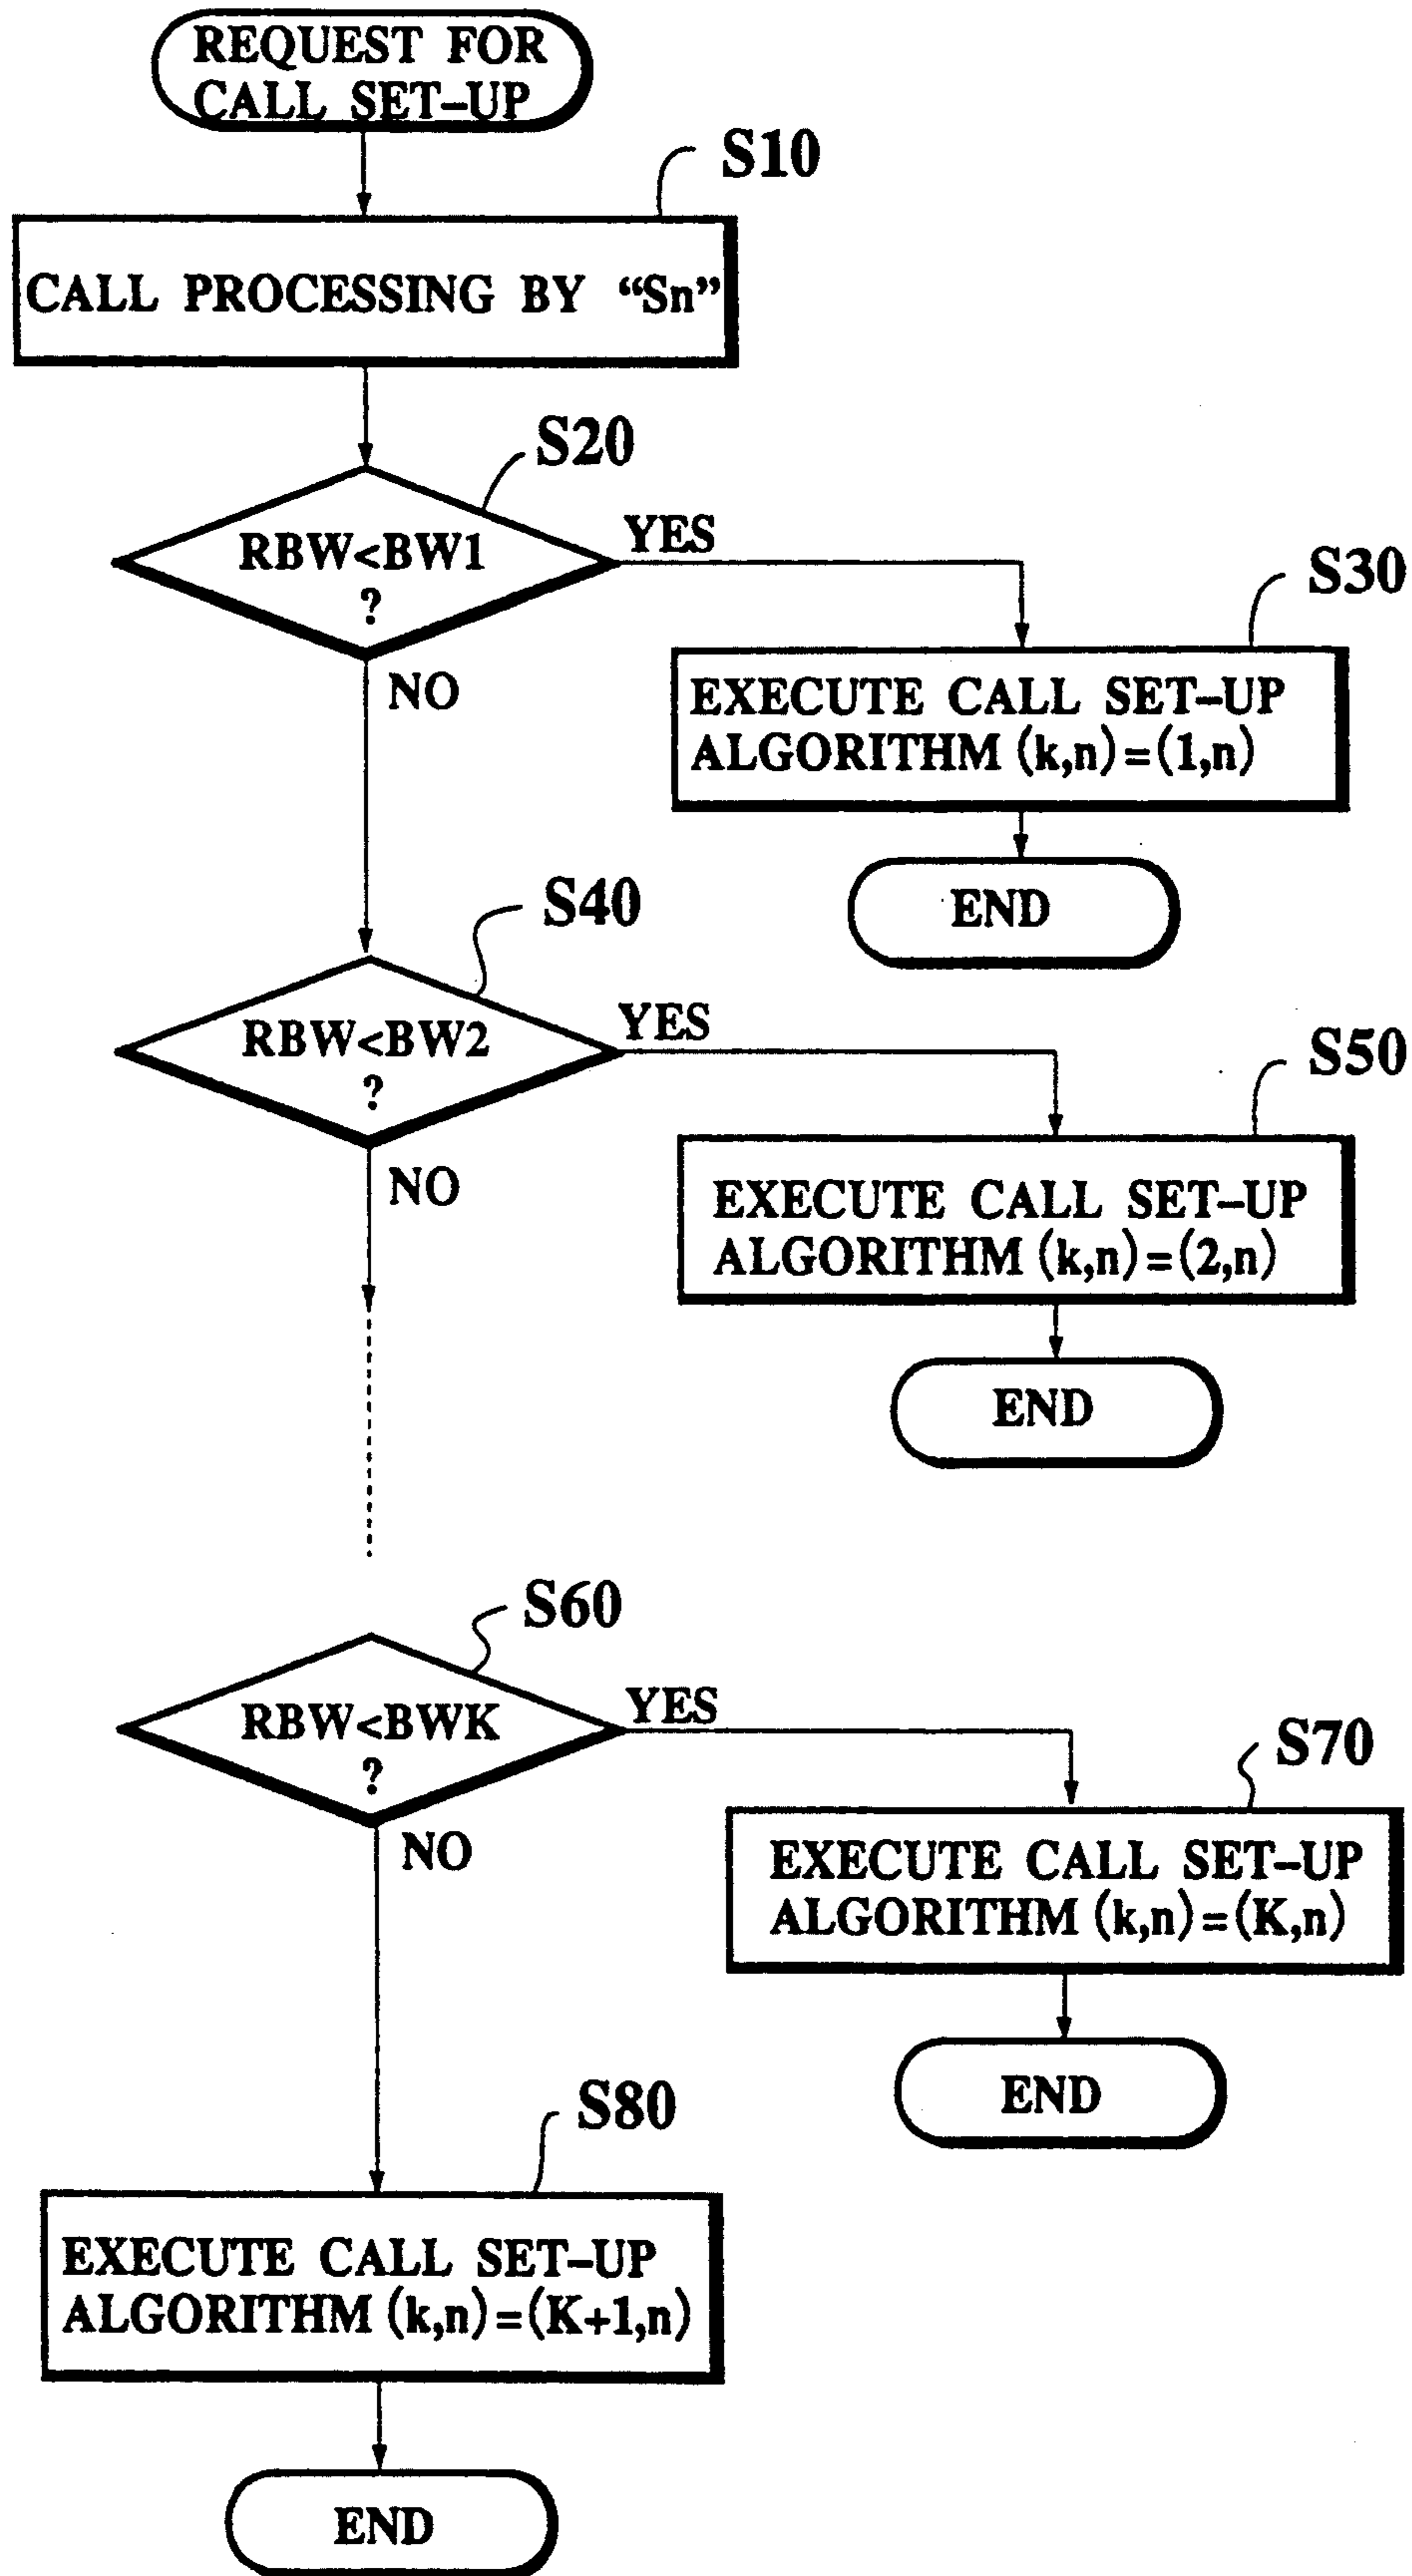 REQUEST FOR
CALL SET-UP
S10
CALL PROCESSING BY “Sn”
S20
RBW<BW1
?
YES
NO
S30
EXECUTE CALL SET-UP
ALGORITHM (k,n)=(1,n)
END
S40
RBW<BW2
?
YES
NO
S50
EXECUTE CALL SET-UP
ALGORITHM (k,n)=(2,n)
END
S60
RBW<BWK
?
YES
NO
S70
EXECUTE CALL SET-UP
ALGORITHM (k,n)=(K,n)
END
S80
EXECUTE CALL SET-UP
ALGORITHM (k,n)=(K+1,n)
END